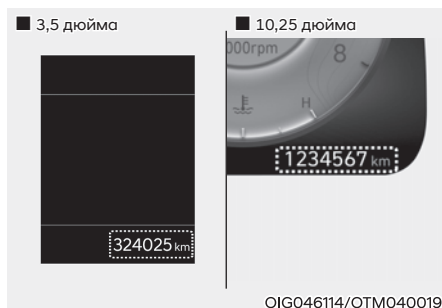 ■ 3,5 дюйма
■ 10,25 дюйма
000rpm
8
H
324025 km
1234567 km
OIG046114/OTM040019